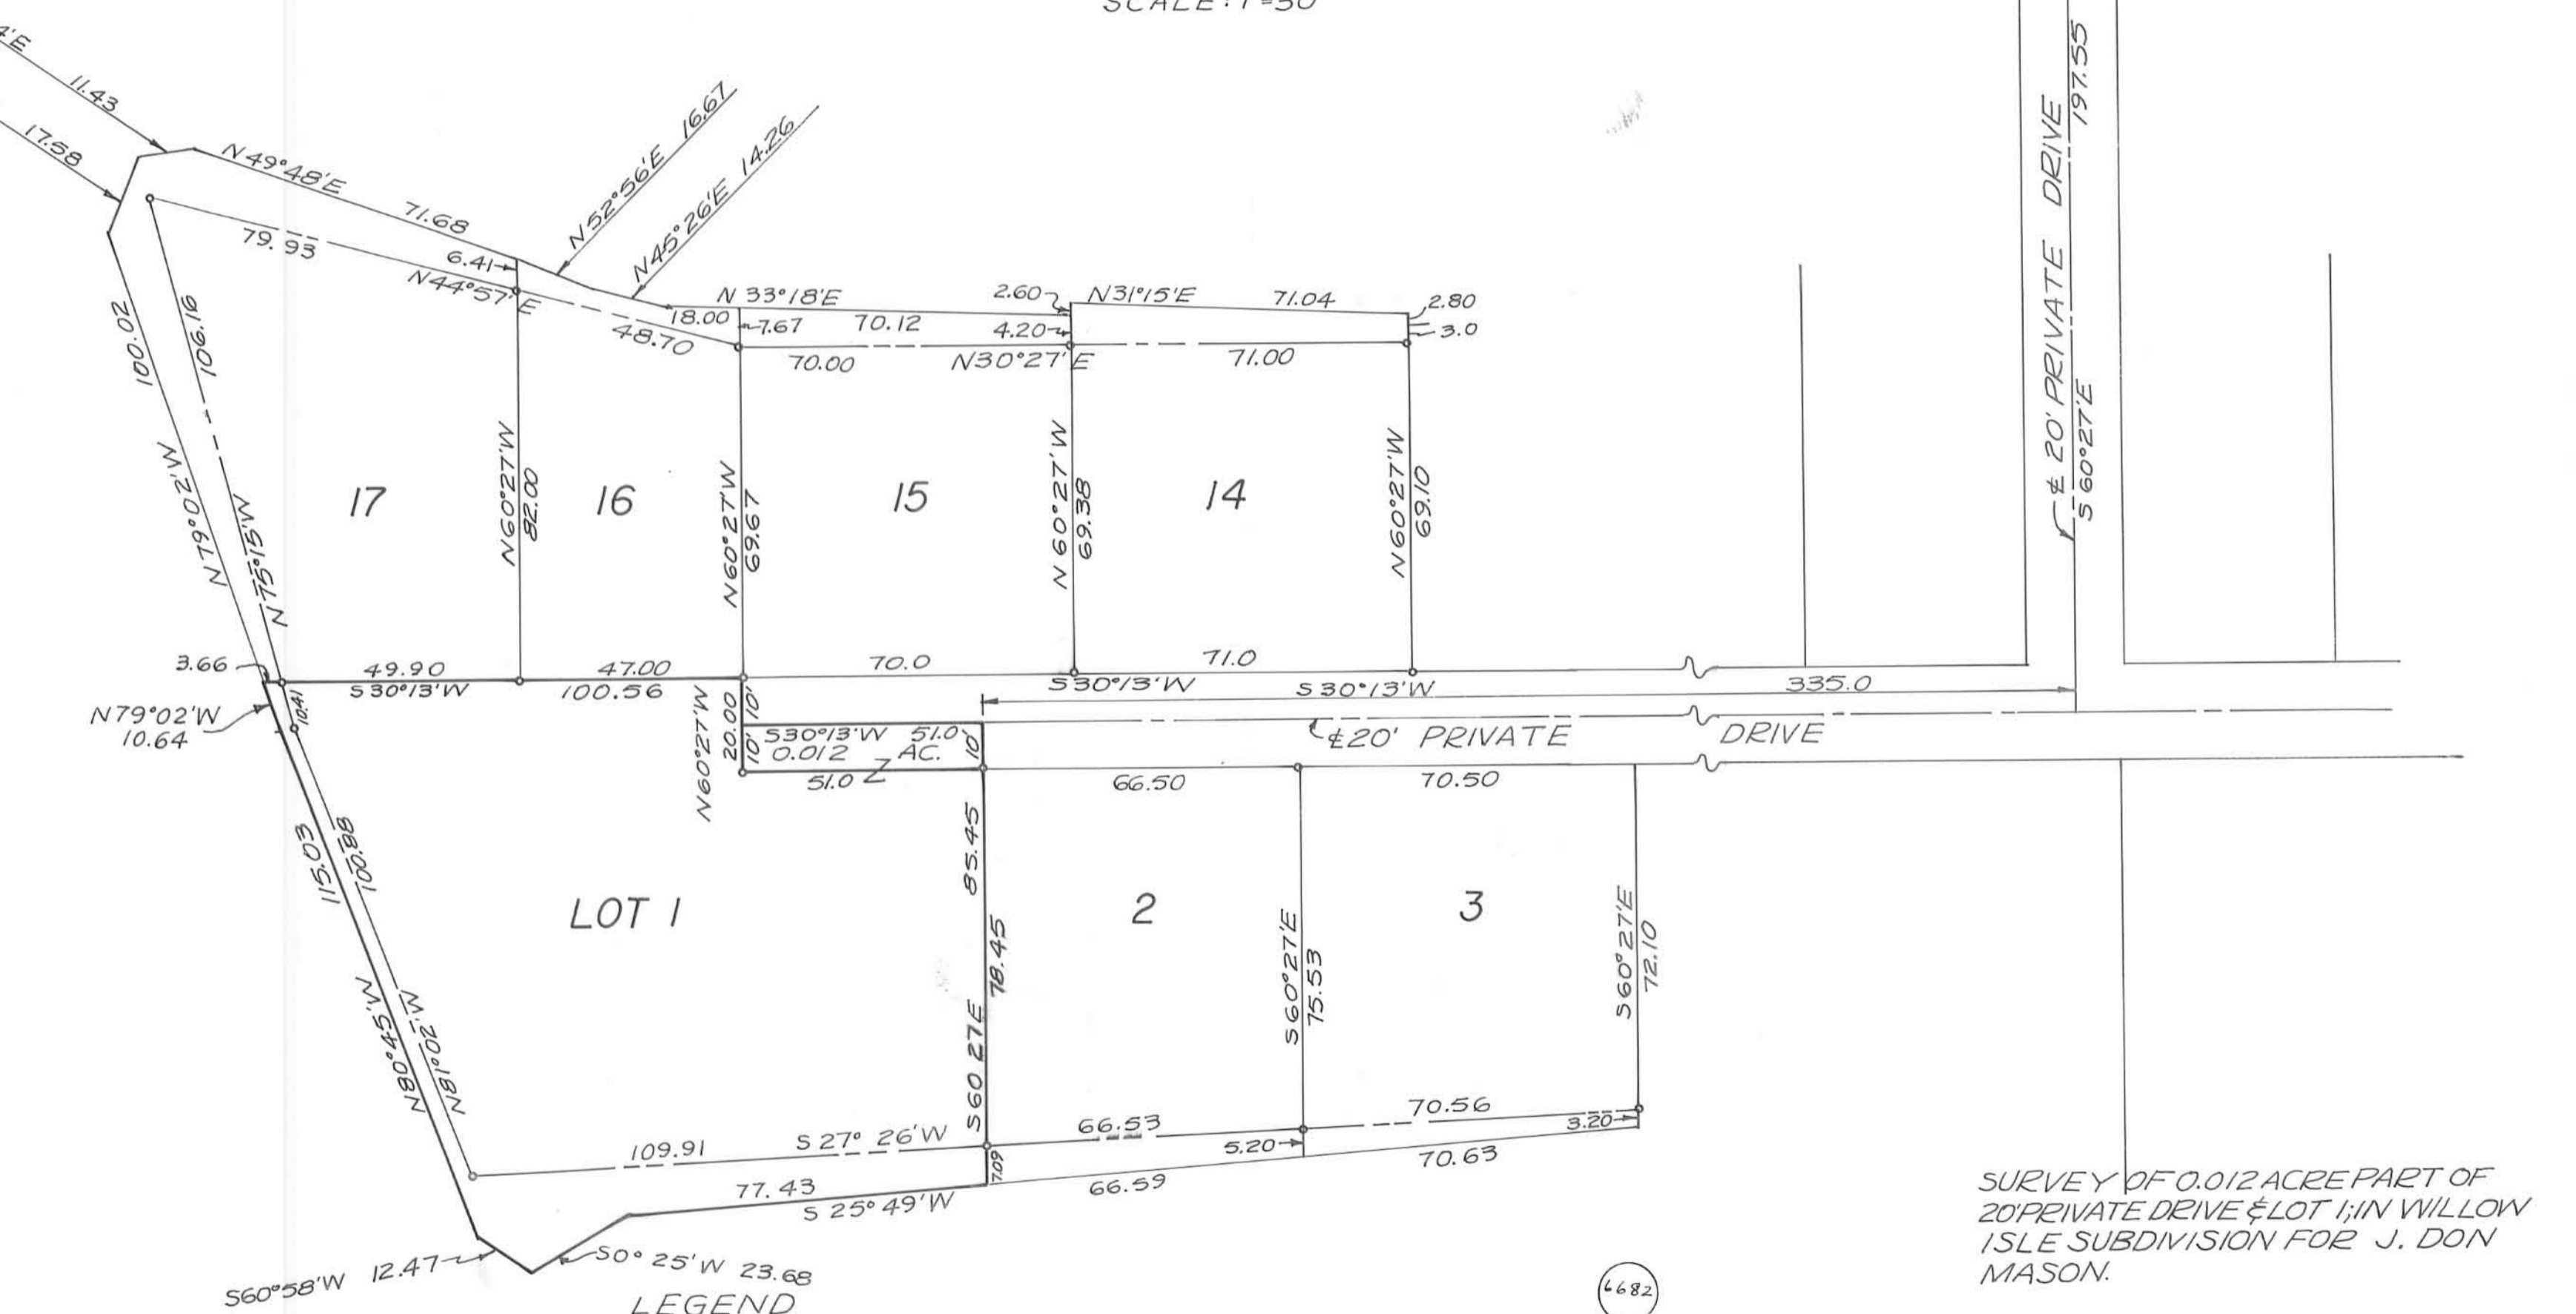 SCALE: 1"=30'
4'E
11.43
17.58
N 49°48'E
71.68
79.93
6.41
N44°57'E
48.70
N 52°56'E 16.67
N 45°26'E 14.26
N 33°18'E
18.00
7.67
70.12
2.60
4.20
N31°15'E
71.04
2.80
3.0
70.00
N30°27'E
71.00
100.02
N 79°02'W
106.16
N 75°15'W
17
N60°27'W
82.00
16
N60°27'W
69.67
15
N 60°27'W
69.38
14
N60°27'W
69.10
₵ 20' PRIVATE DRIVE
S 60°27'E
197.55
3.66
49.90
47.00
70.0
71.0
S 30°13'W
100.56
S 30°13'W
S 30°13'W
335.0
N79°02'W
10.64
10.41
N60°27'W
20.00
10'
10'
S30°13'W 51.0
0.012 AC.
10'
51.0
₵20' PRIVATE DRIVE
66.50
70.50
115.03
100.88
N80°45'W
N81°02'W
LOT 1
85.45
78.45
S60 27E
2
S60°27'E
75.53
3
S60°27'E
72.10
109.91
S 27° 26'W
66.53
70.56
7.09
5.20
3.20
77.43
S 25°49'W
66.59
70.63
S60°58'W 12.47
S0° 25'W 23.68
LEGEND
6682
SURVEY OF 0.012 ACRE PART OF
20' PRIVATE DRIVE & LOT 1; IN WILLOW
ISLE SUBDIVISION FOR J. DON
MASON.